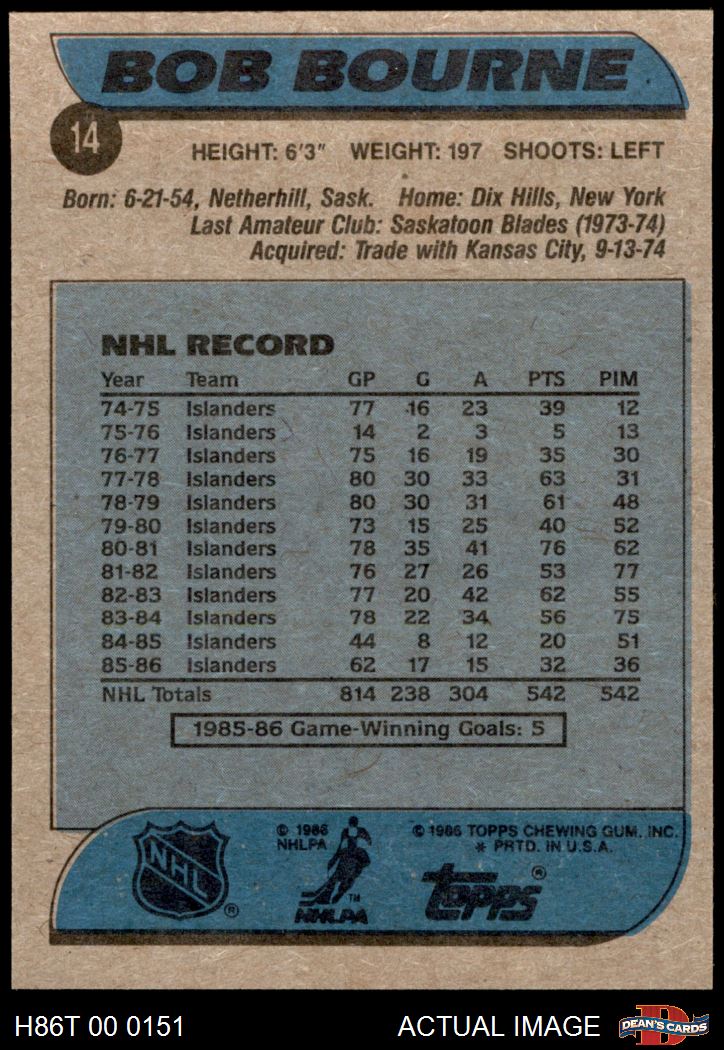 BOB BOURNE
14
HEIGHT: 6'3" WEIGHT: 197 SHOOTS: LEFT
Born: 6-21-54, Netherhill, Sask. Home: Dix Hills, New York
Last Amateur Club: Saskatoon Blades (1973-74)
Acquired: Trade with Kansas City, 9-13-74
NHL RECORD
Year Team GP G A PTS PIM
74-75 Islanders 77 16 23 39 12
75-76 Islanders 14 2 3 5 13
76-77 Islanders 75 16 19 35 30
77-78 Islanders 80 30 33 63 31
78-79 Islanders 80 30 31 61 48
79-80 Islanders 73 15 25 40 52
80-81 Islanders 78 35 41 76 62
81-82 Islanders 76 27 26 53 77
82-83 Islanders 77 20 42 62 55
83-84 Islanders 78 22 34 56 75
84-85 Islanders 44 8 12 20 51
85-86 Islanders 62 17 15 32 36
NHL Totals 814 238 304 542 542
1985-86 Game-Winning Goals: 5
NHL ®
© 1986
NHLPA
TM
NHLPA
© 1986 TOPPS CHEWING GUM, INC.
* PRTD. IN U.S.A.
topps ®
H86T 00 0151 ACTUAL IMAGE
D
DEAN'S CARDS